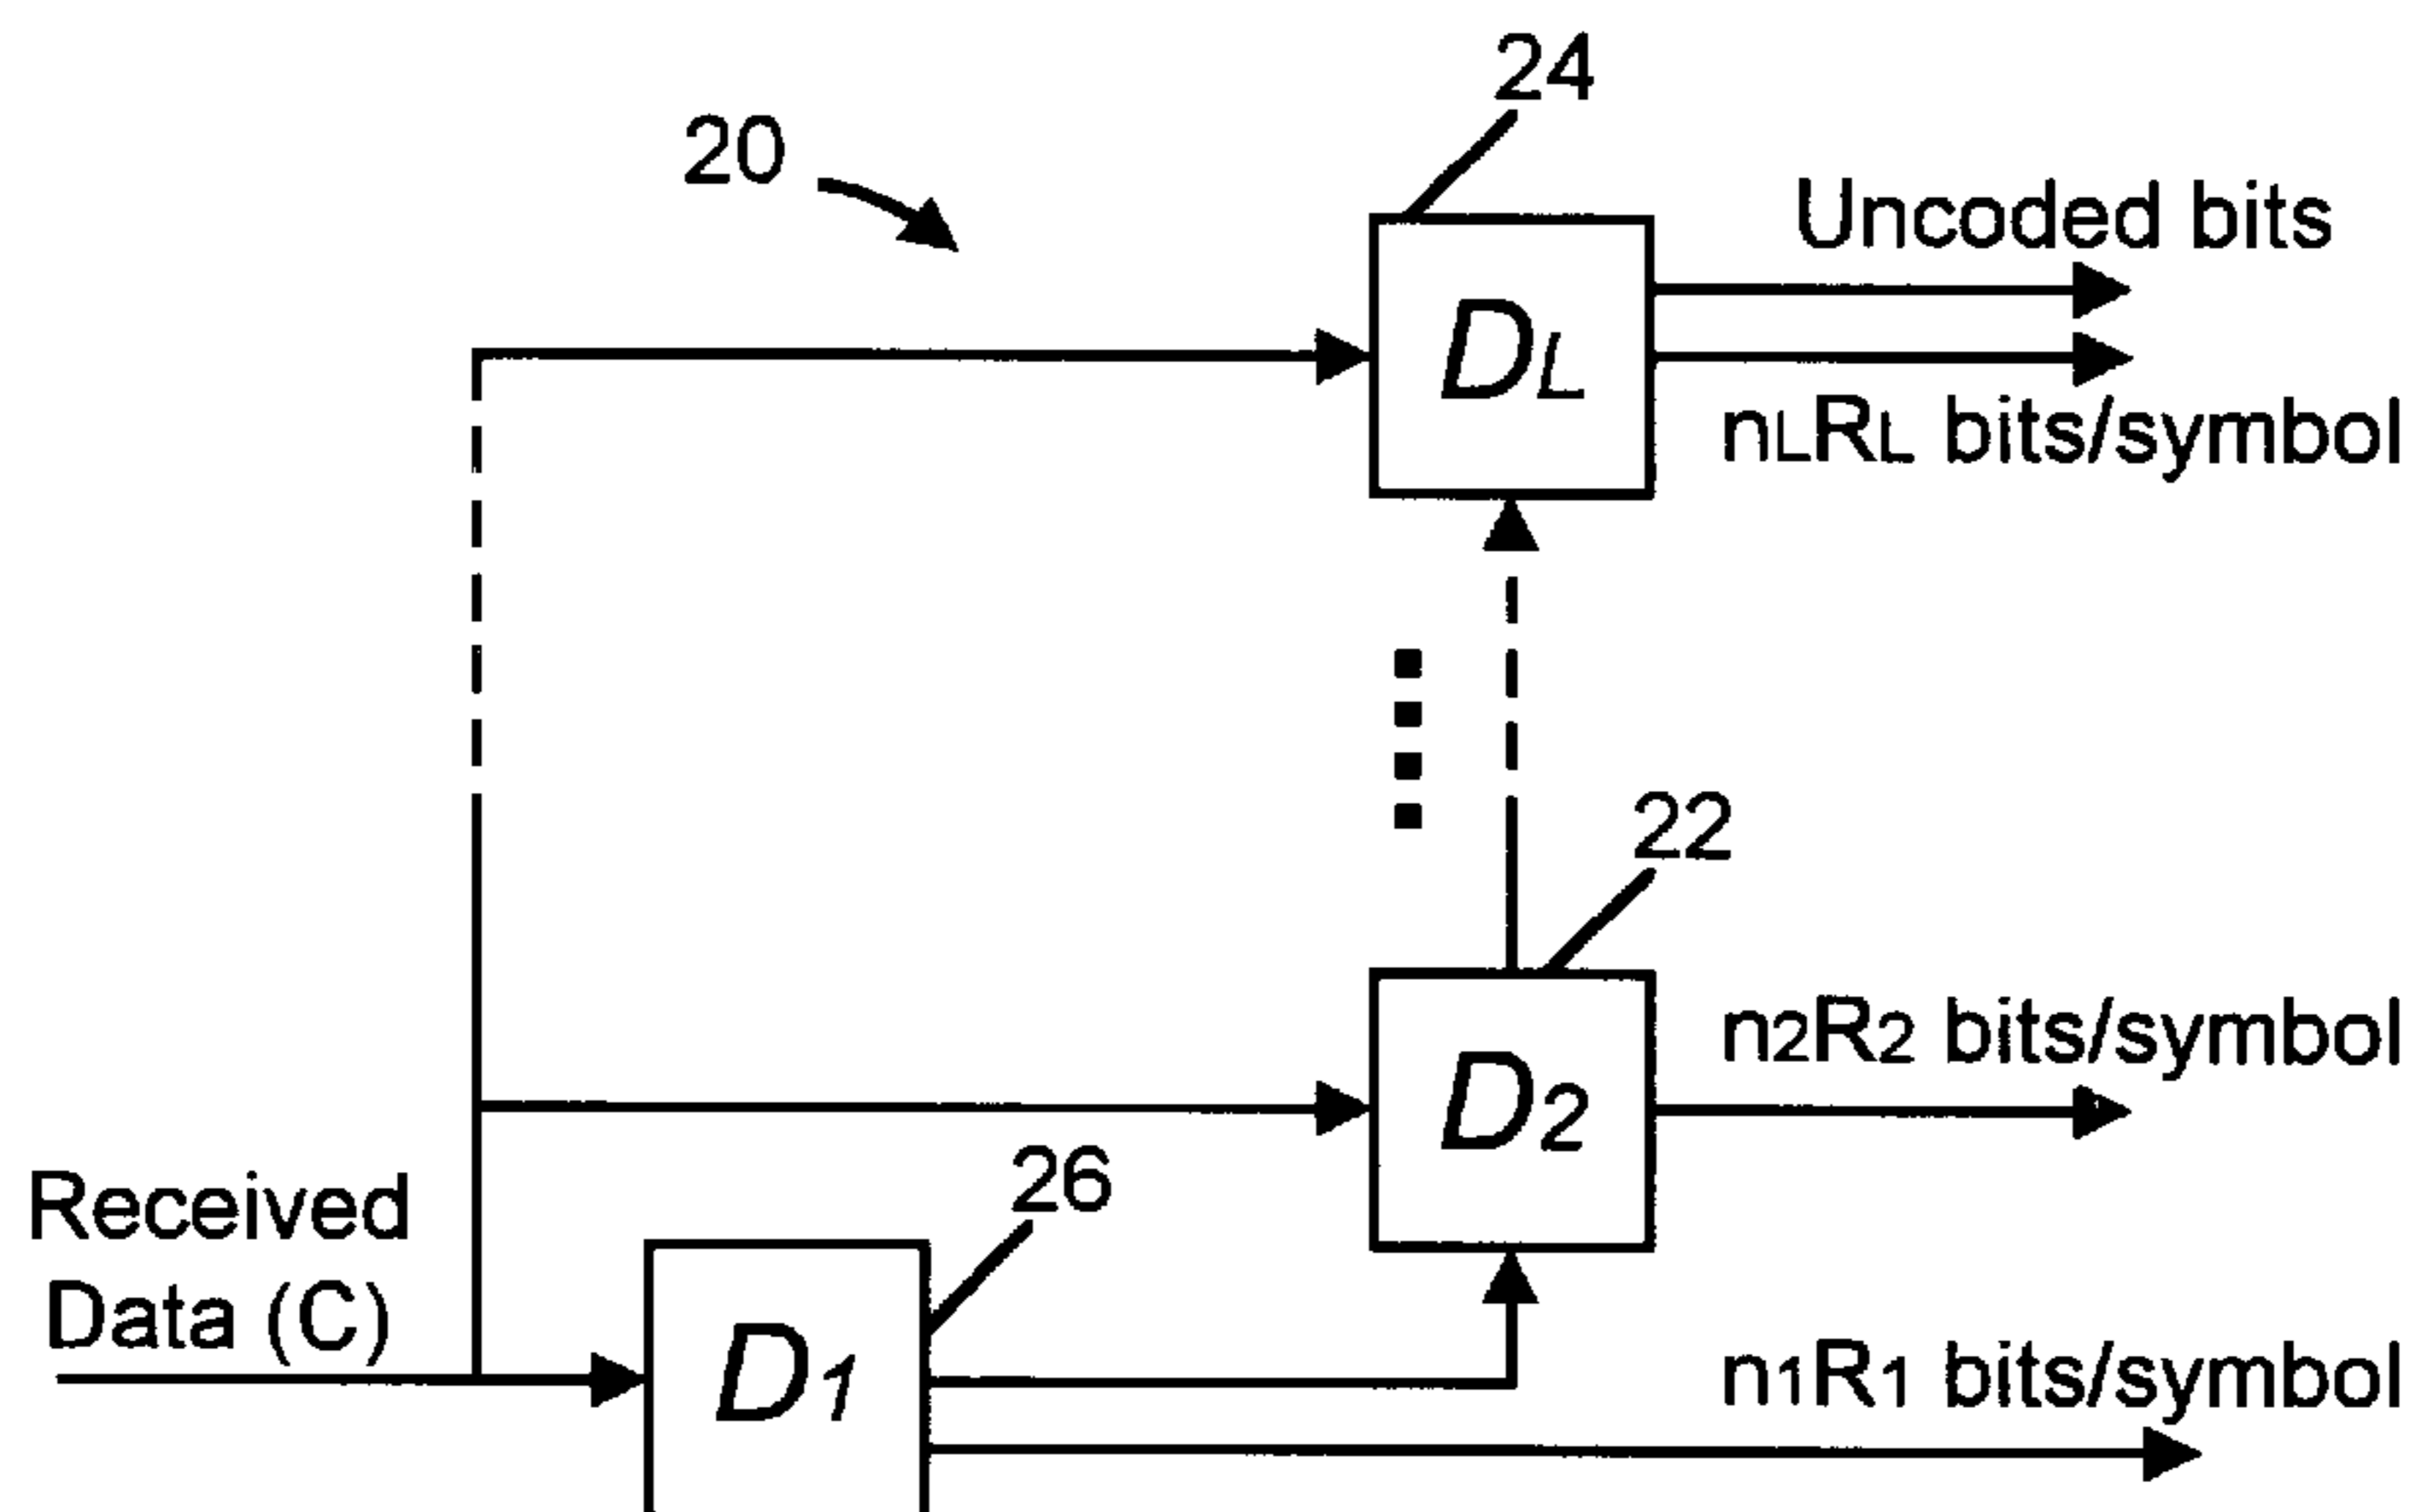 24
20
Uncoded bits
DL
nLRL bits/symbol
22
n2R2 bits/symbol
D2
26
Received
Data (C)
D1
n1R1 bits/symbol